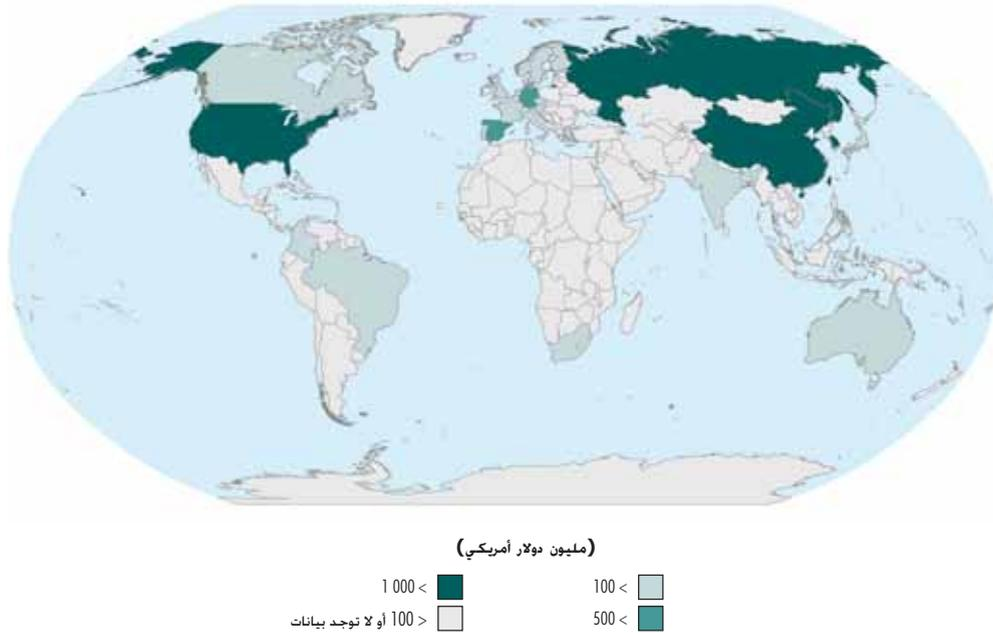 (مليون دولار أمريكي)
> 100
> 500
> 1 000
< 100 أو لا توجد بيانات